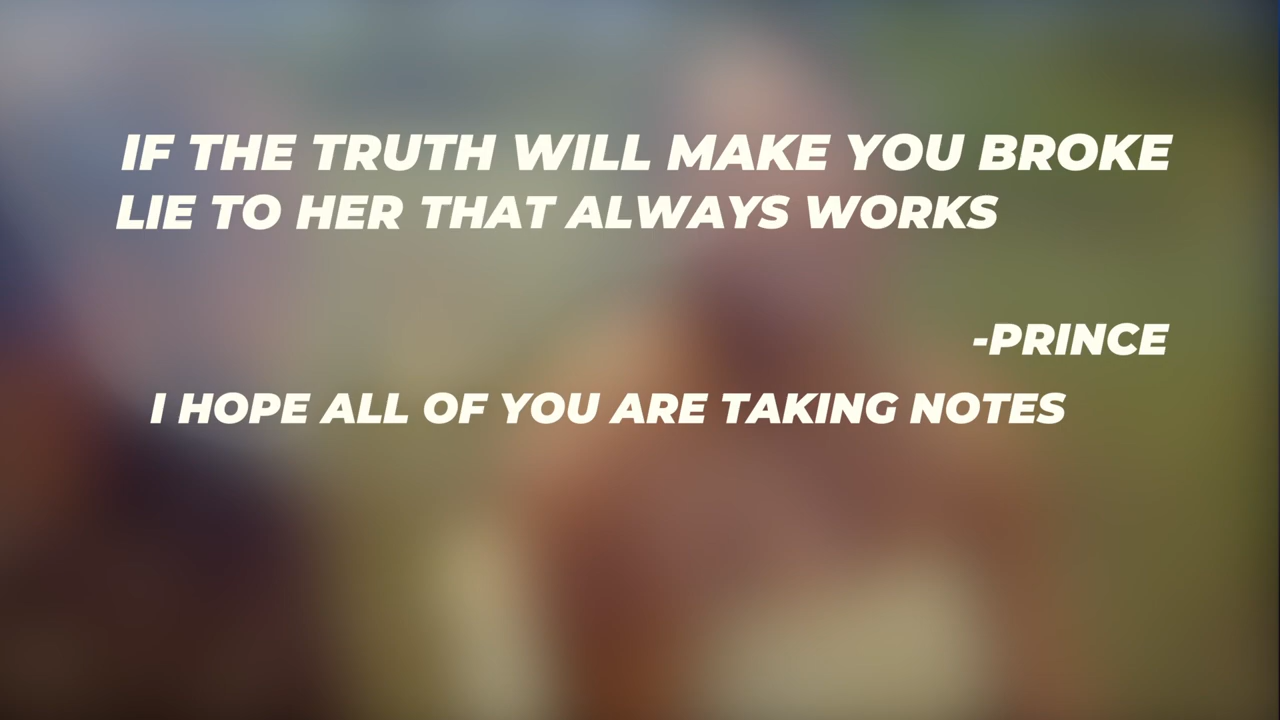 IF THE TRUTH WILL MAKE YOU BROKE
LIE TO HER THAT ALWAYS WORKS
-PRINCE
I HOPE ALL OF YOU ARE TAKING NOTES